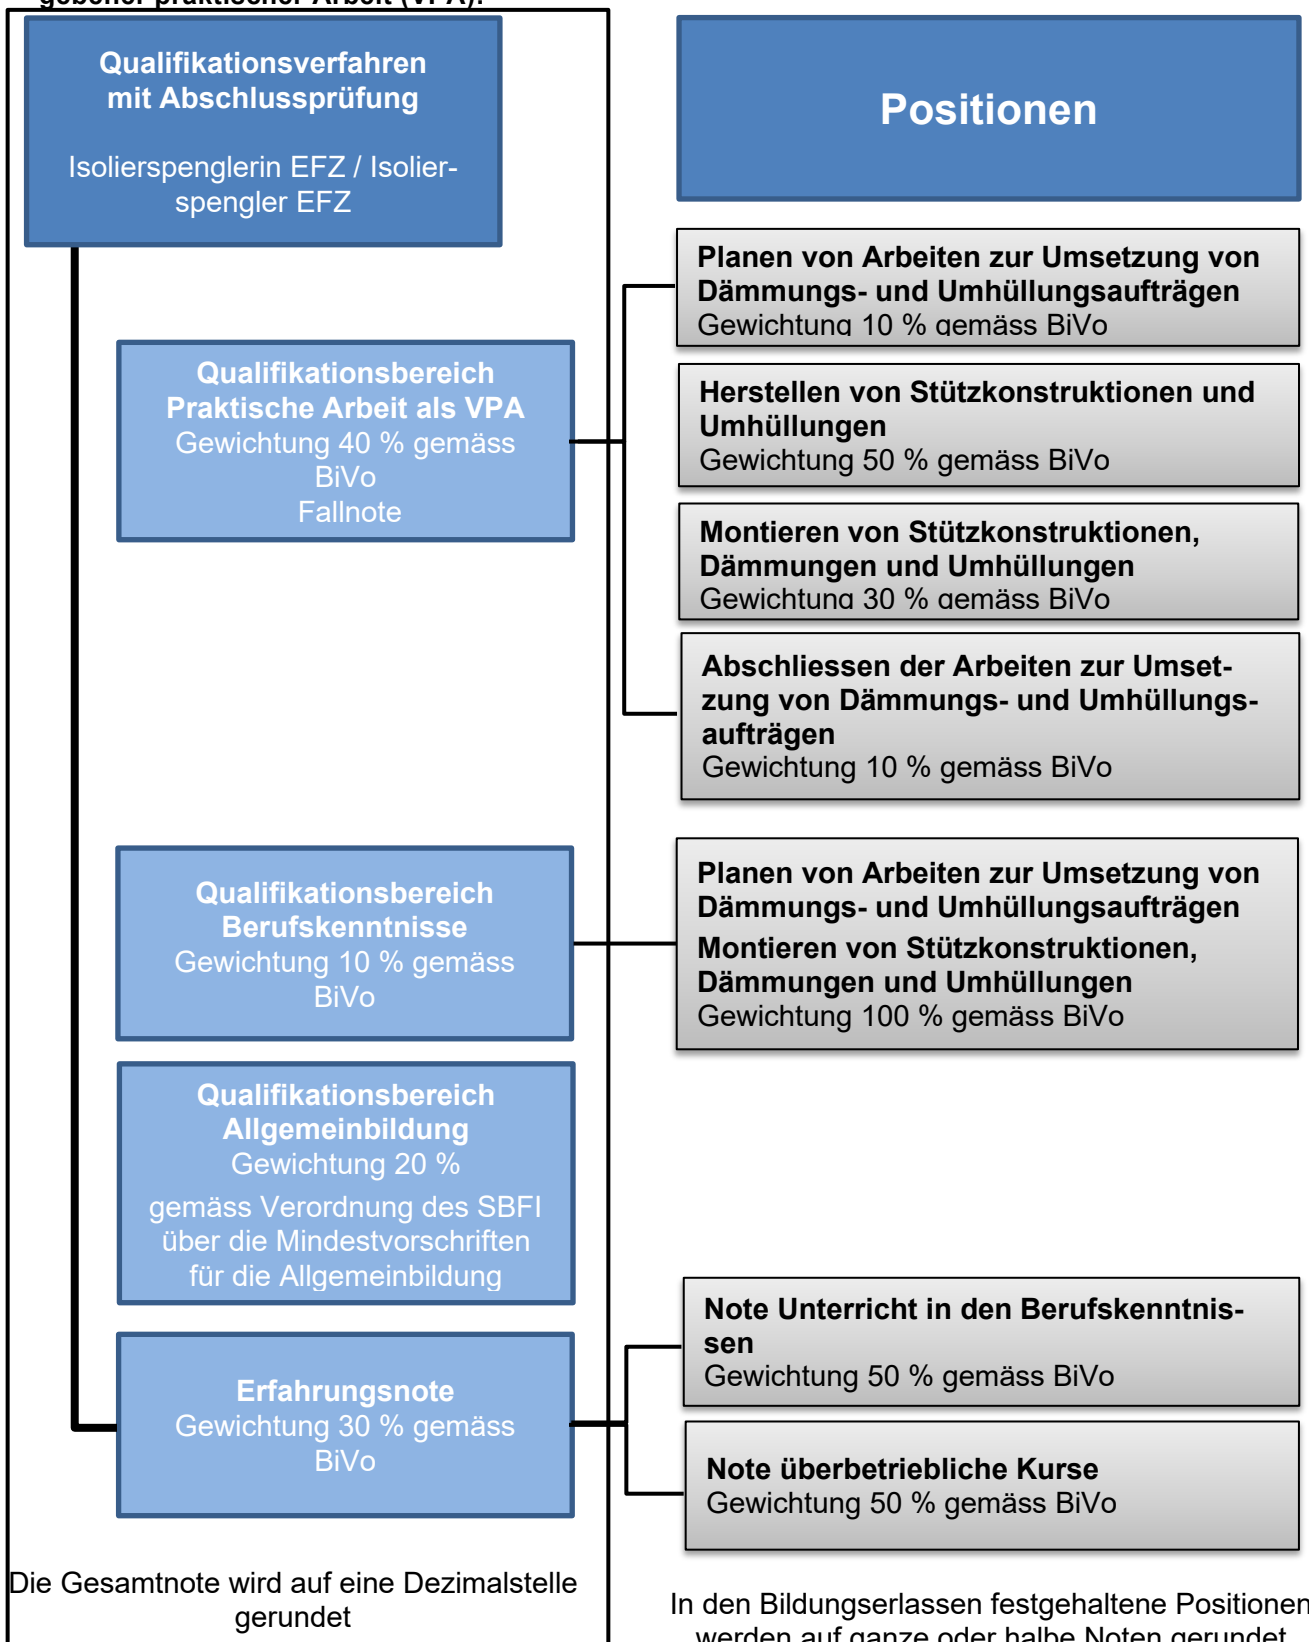 gebener praktischer Arbeit (VPA).
Qualifikationsverfahren
mit Abschlussprüfung
Isolierspenglerin EFZ / Isolier-
spengler EFZ
Positionen
Planen von Arbeiten zur Umsetzung von
Dämmungs- und Umhüllungsaufträgen
Gewichtung 10 % gemäss BiVo
Qualifikationsbereich
Praktische Arbeit als VPA
Gewichtung 40 % gemäss
BiVo
Fallnote
Herstellen von Stützkonstruktionen und
Umhüllungen
Gewichtung 50 % gemäss BiVo
Montieren von Stützkonstruktionen,
Dämmungen und Umhüllungen
Gewichtung 30 % gemäss BiVo
Abschliessen der Arbeiten zur Umset-
zung von Dämmungs- und Umhüllungs-
aufträgen
Gewichtung 10 % gemäss BiVo
Qualifikationsbereich
Berufskenntnisse
Gewichtung 10 % gemäss
BiVo
Planen von Arbeiten zur Umsetzung von
Dämmungs- und Umhüllungsaufträgen
Montieren von Stützkonstruktionen,
Dämmungen und Umhüllungen
Gewichtung 100 % gemäss BiVo
Qualifikationsbereich
Allgemeinbildung
Gewichtung 20 %
gemäss Verordnung des SBFI
über die Mindestvorschriften
für die Allgemeinbildung
Erfahrungsnote
Gewichtung 30 % gemäss
BiVo
Note Unterricht in den Berufskenntnis-
sen
Gewichtung 50 % gemäss BiVo
Note überbetriebliche Kurse
Gewichtung 50 % gemäss BiVo
Die Gesamtnote wird auf eine Dezimalstelle
gerundet
In den Bildungserlassen festgehaltene Positionen
werden auf ganze oder halbe Noten gerundet